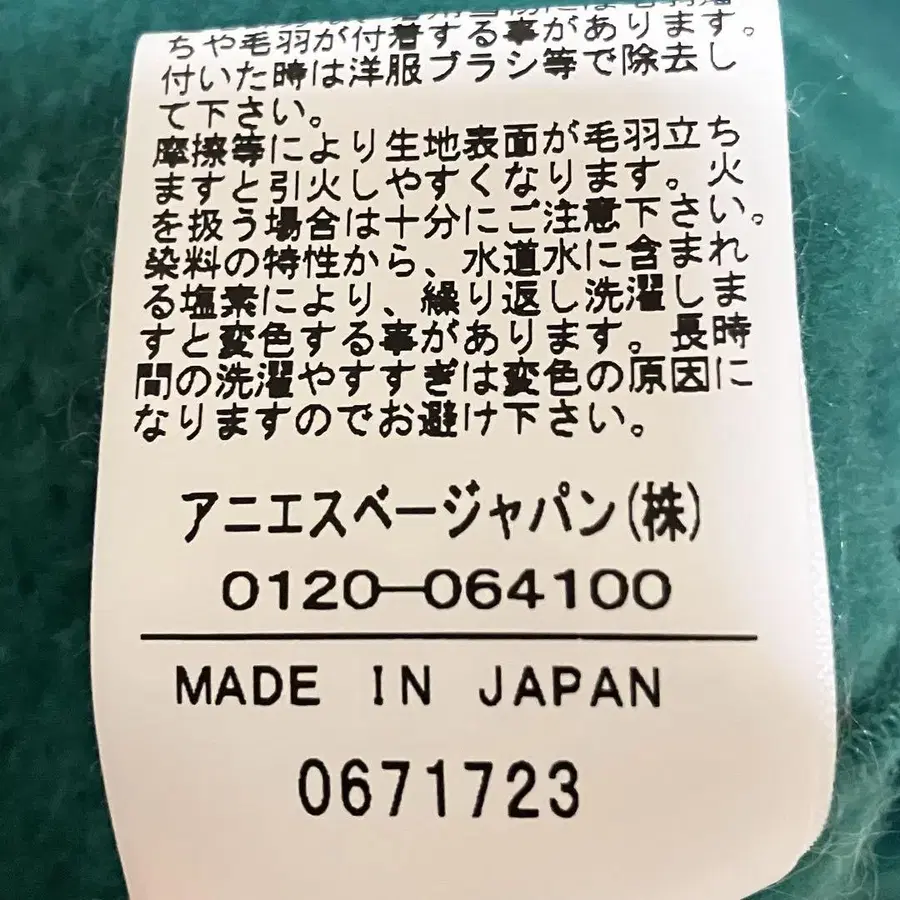 ちや毛羽が付着する事があります。
付いた時は洋服ブラシ等で除去し
て下さい。
摩擦等により生地表面が毛羽立ち
ますと引火しやすくなります。火
を扱う場合は十分にご注意下さい。
染料の特性から、水道水に含まれ
る塩素により、繰り返し洗濯しま
すと変色する事があります。長時
間の洗濯やすすぎは変色の原因に
なりますのでお避け下さい。
アニエスベージャパン(株)
0120-064100
MADE IN JAPAN
0671723